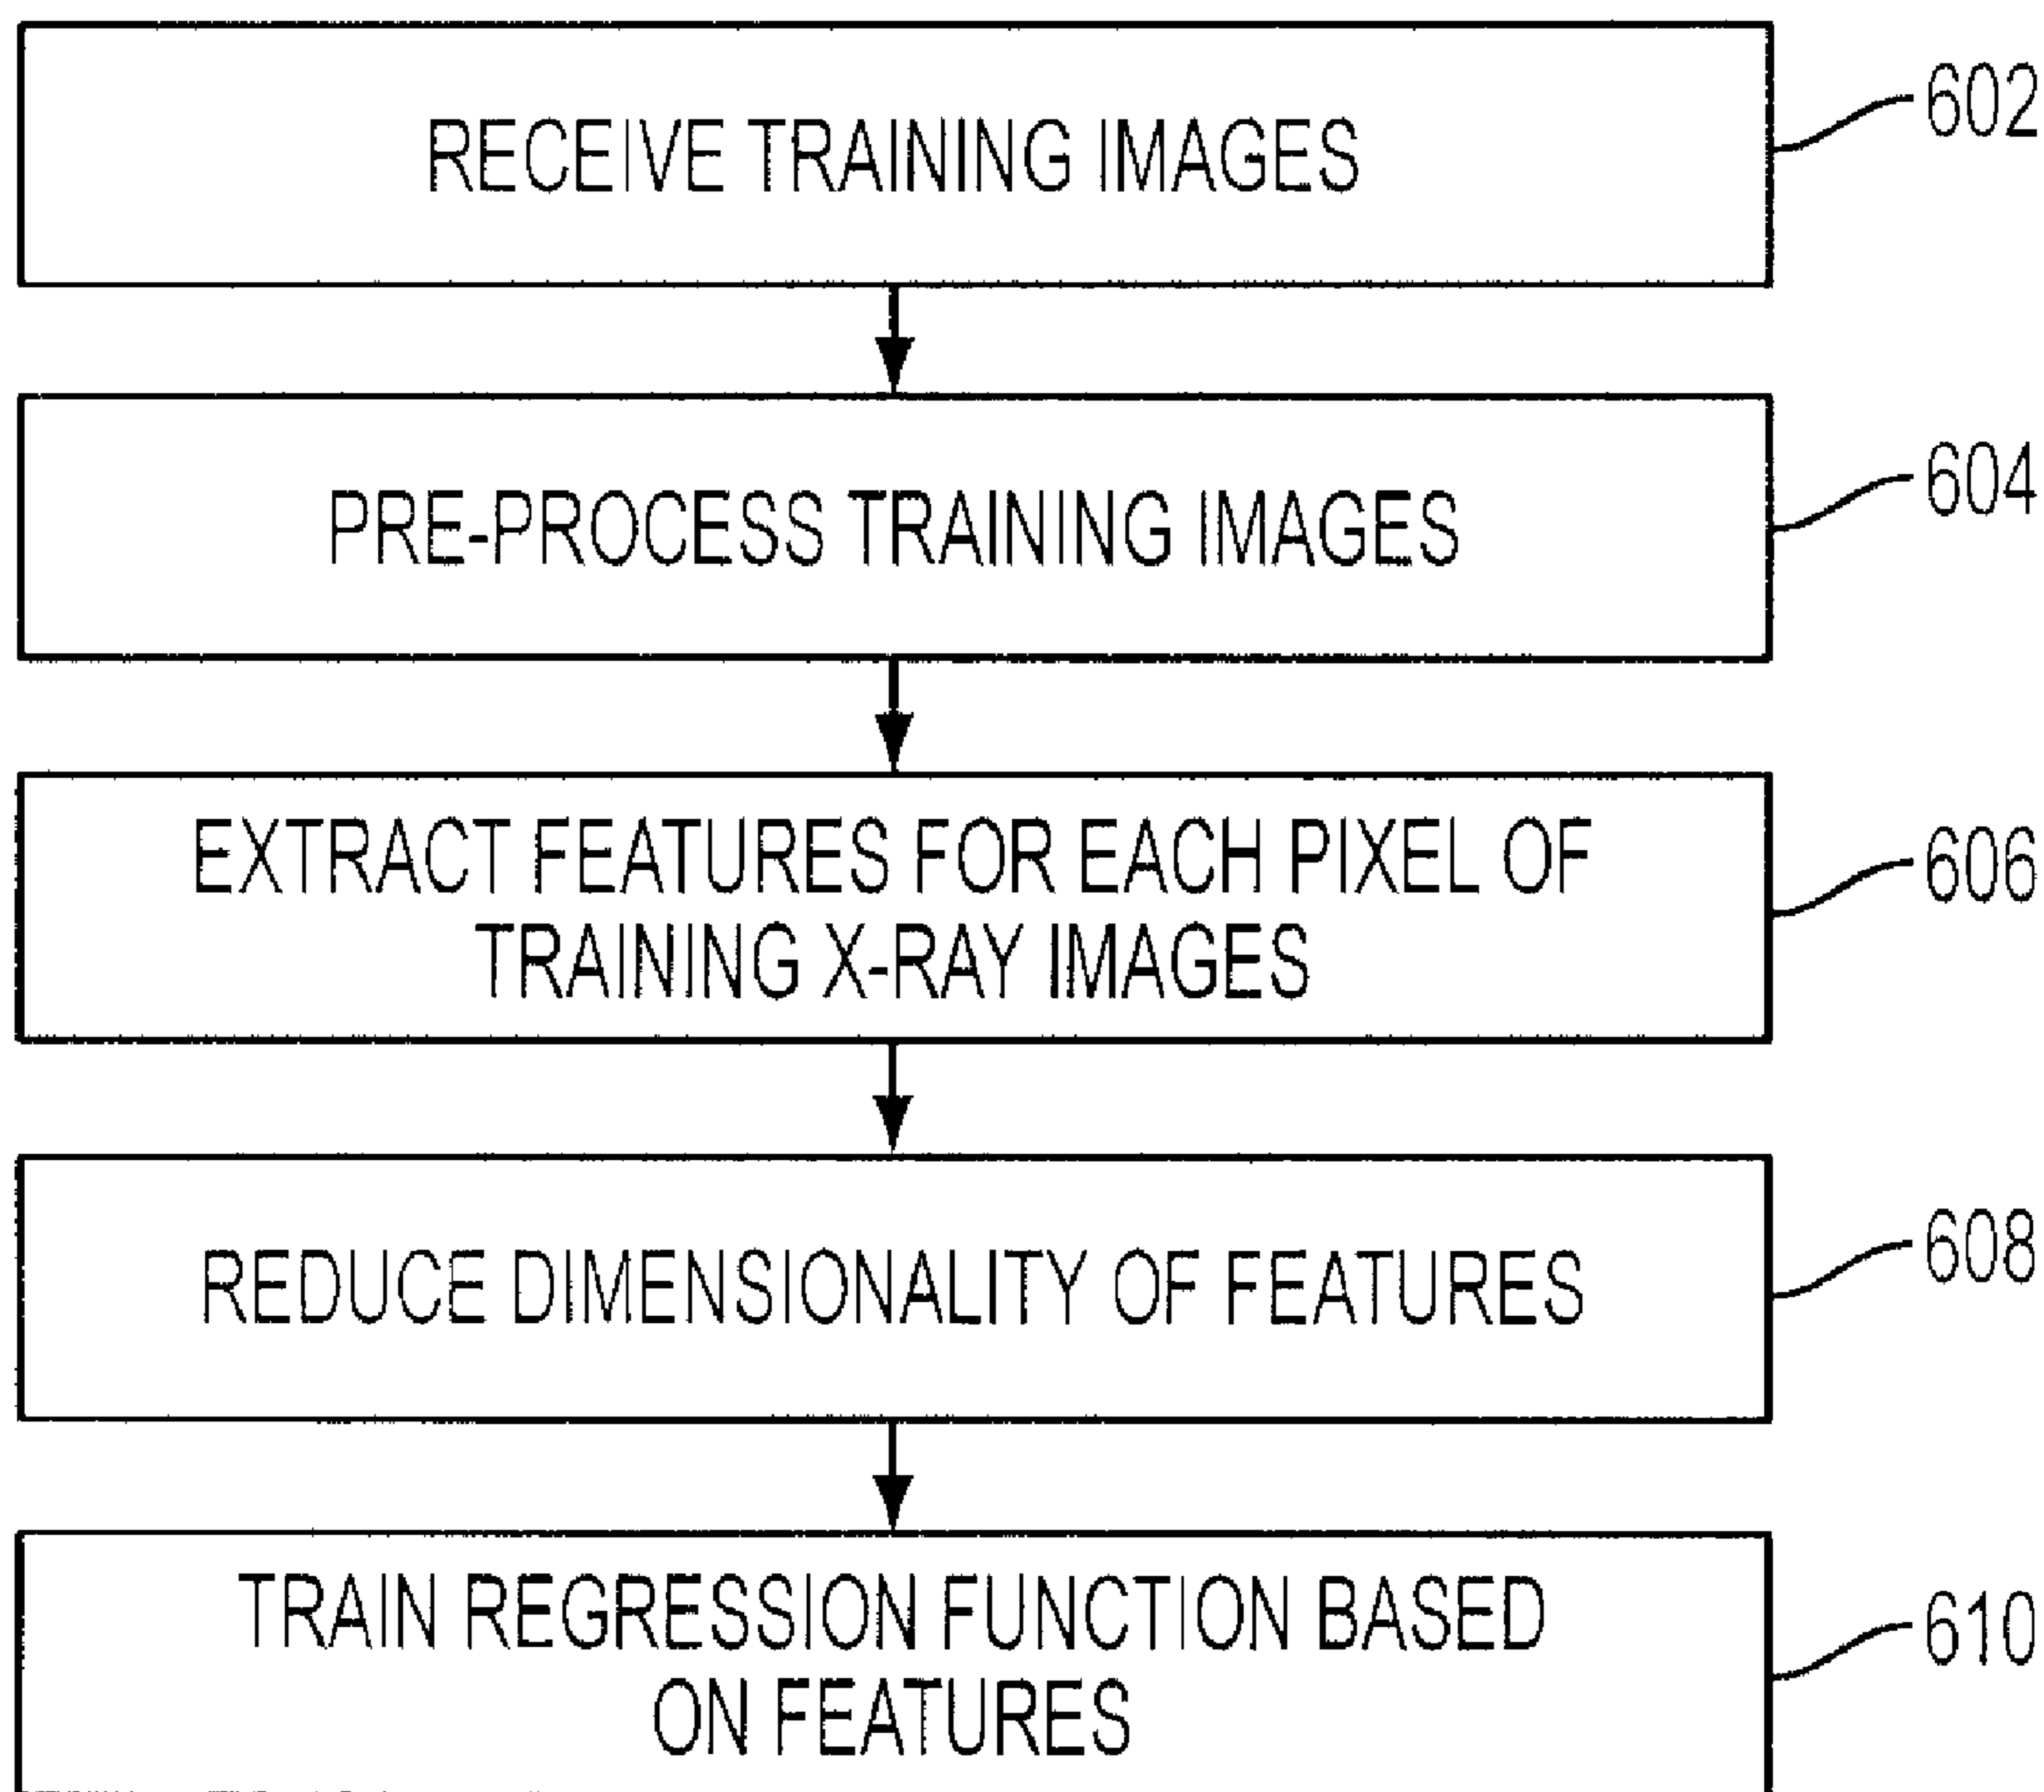 RECEIVE TRAINING IMAGES
602
PRE-PROCESS TRAINING IMAGES
604
EXTRACT FEATURES FOR EACH PIXEL OF
TRAINING X-RAY IMAGES
606
REDUCE DIMENSIONALITY OF FEATURES
608
TRAIN REGRESSION FUNCTION BASED
ON FEATURES
610